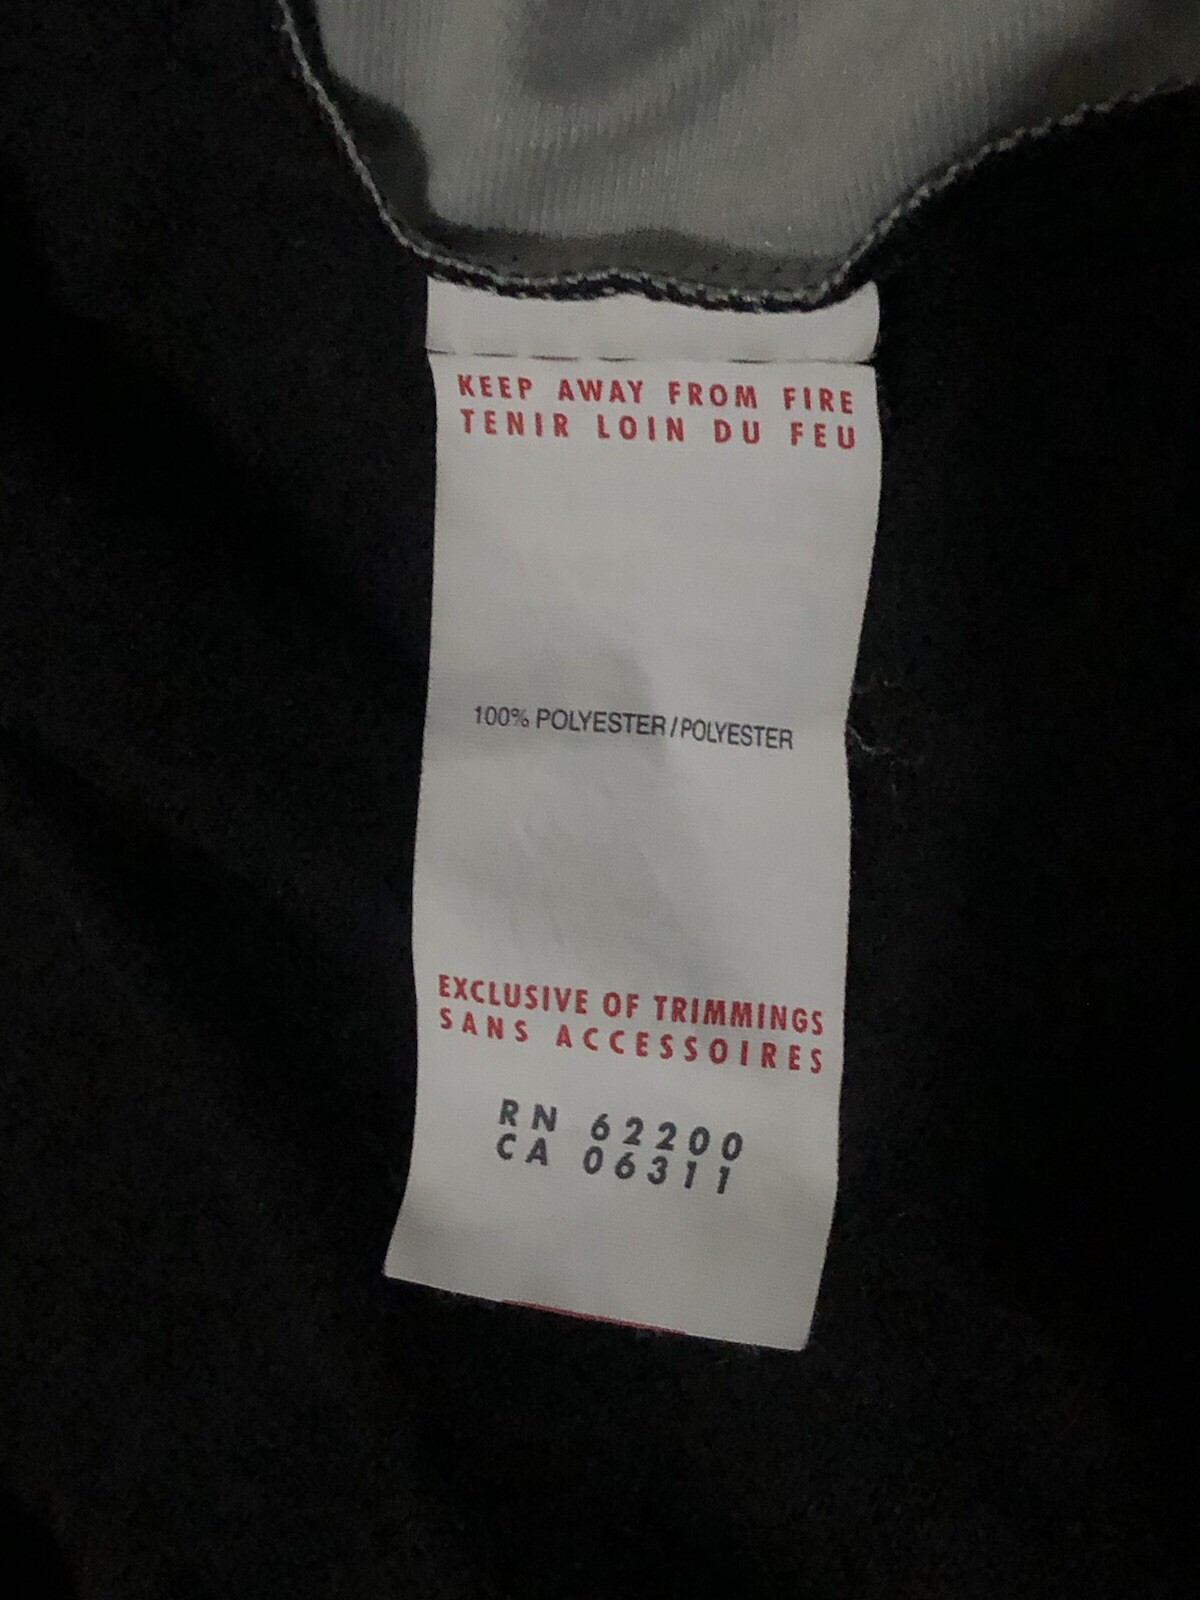 KEEP AWAY FROM FIRE
TENIR LOIN DU FEU
100% POLYESTER/POLYESTER
EXCLUSIVE OF TRIMMINGS
SANS ACCESSOIRES
RN 62200
CA 06311